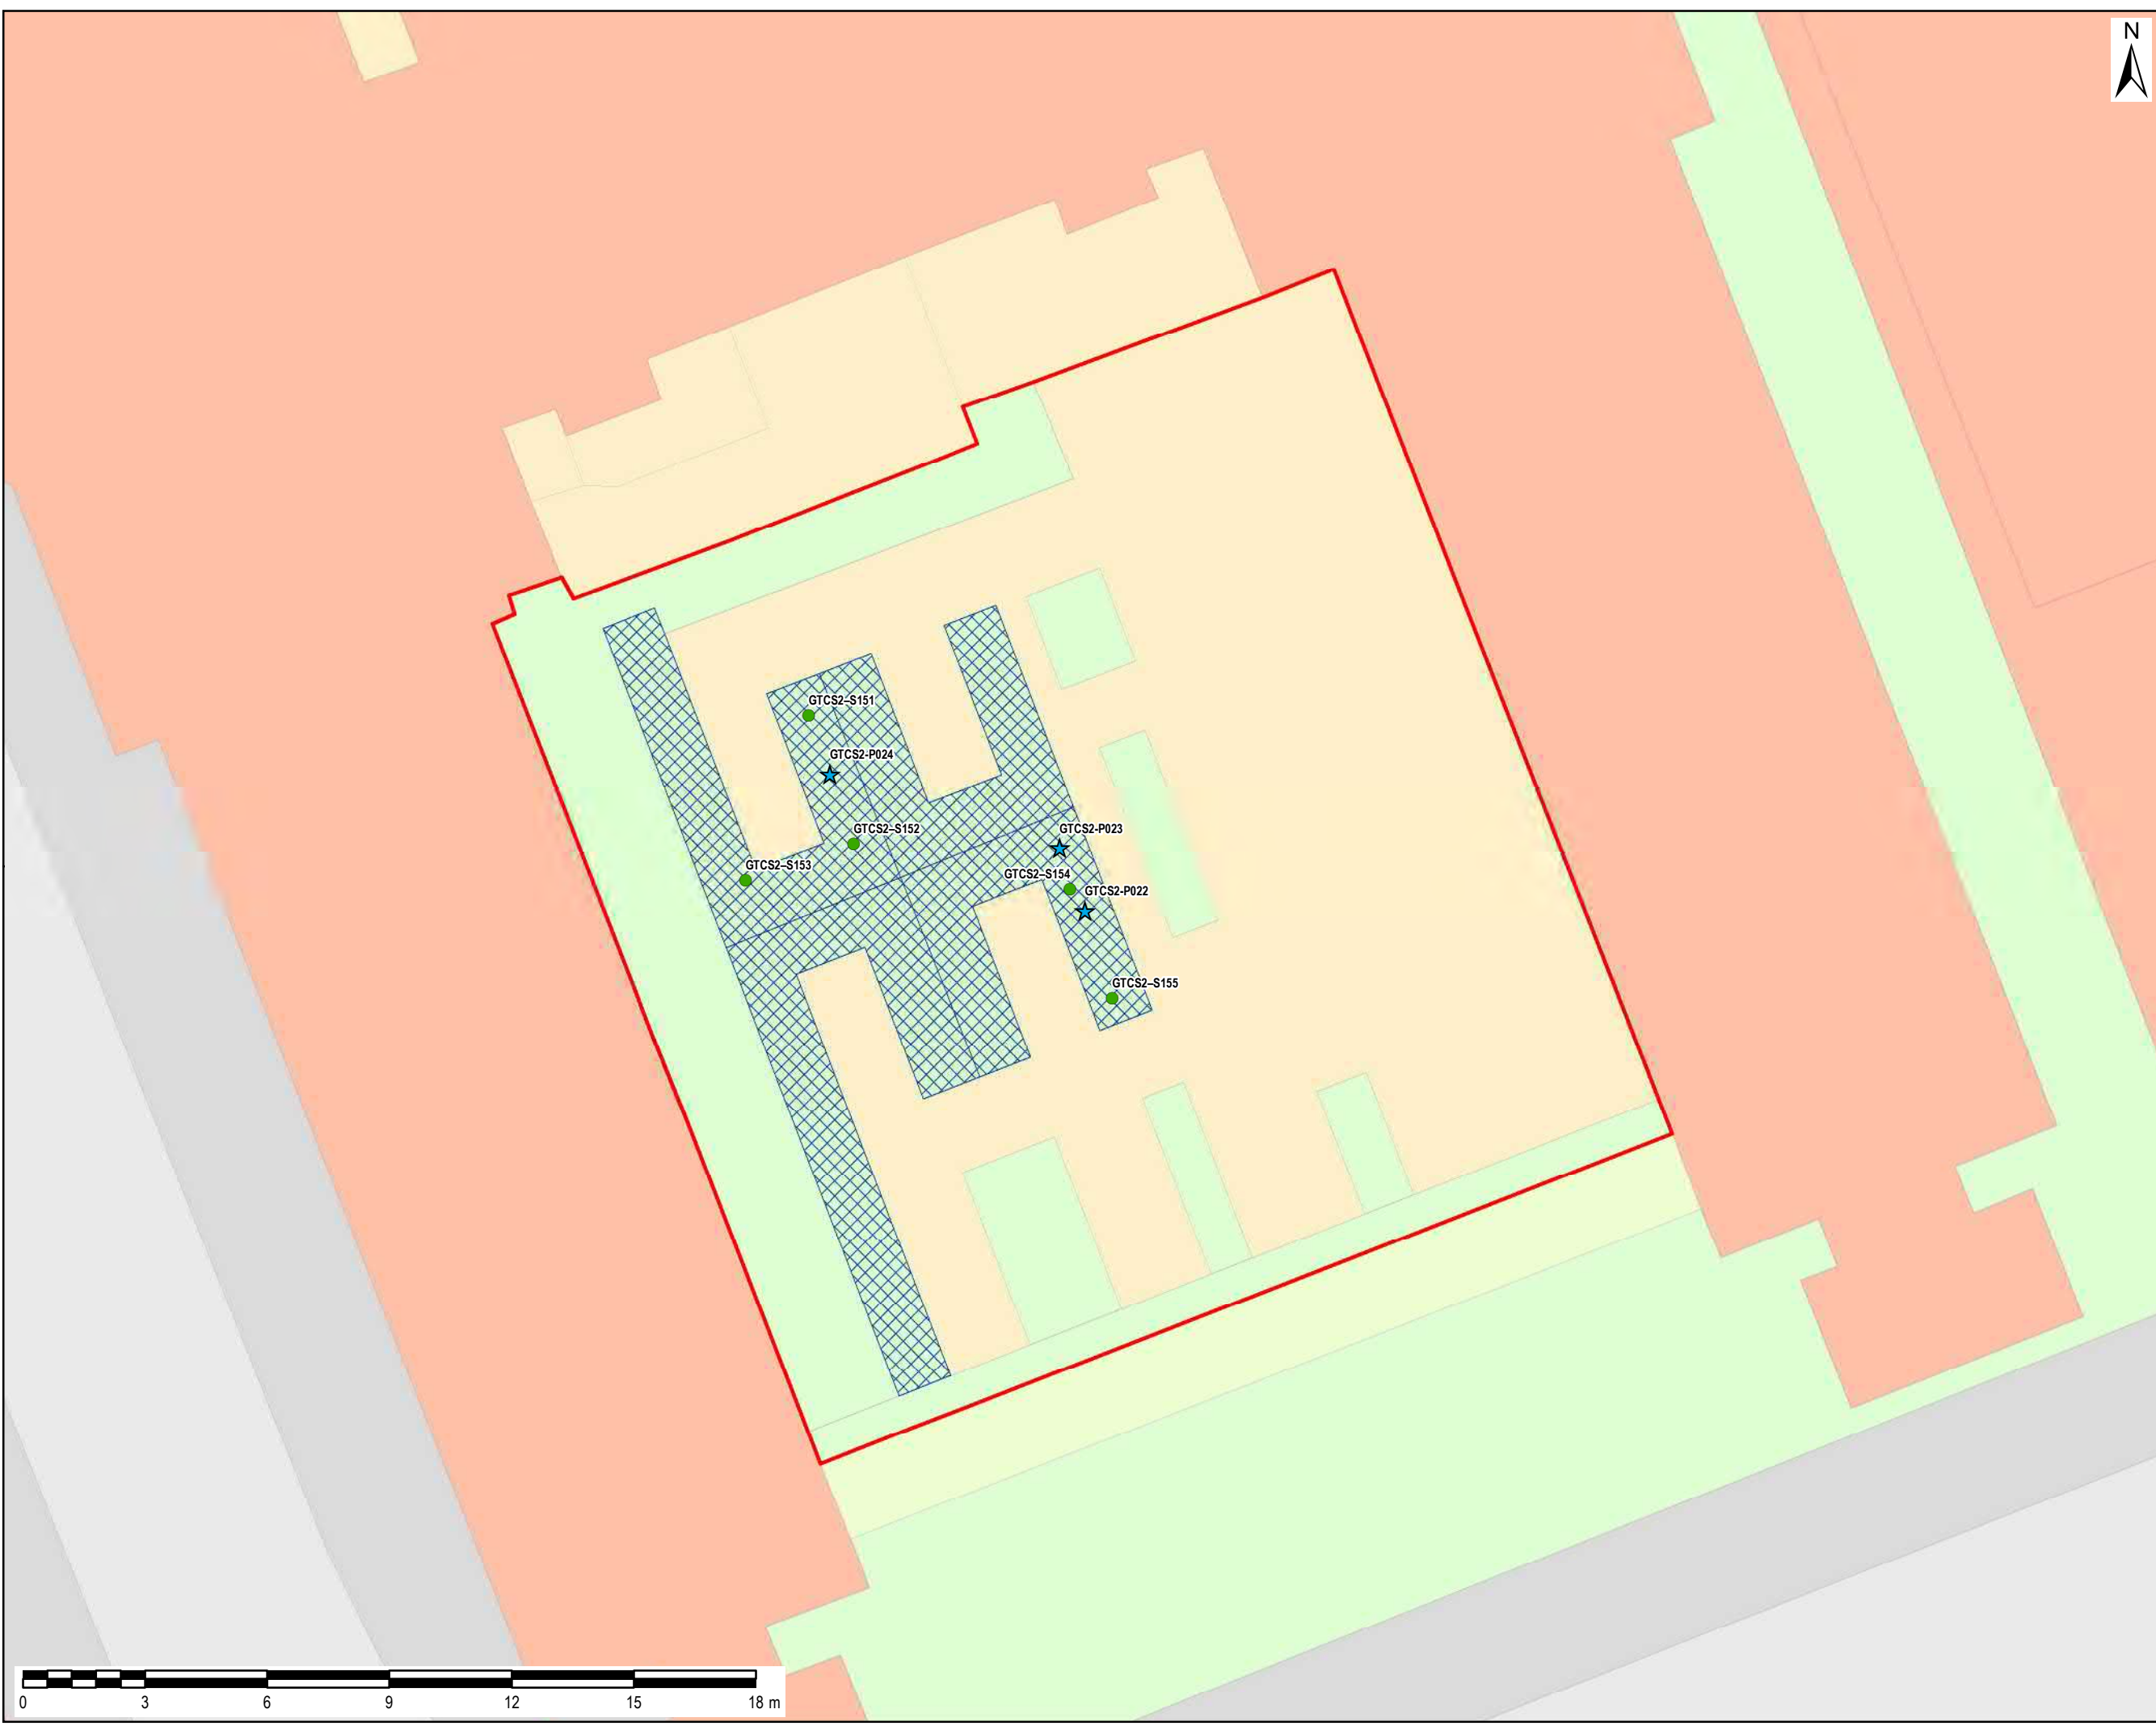 N
GTCS2–S151
GTCS2-P024
GTCS2–S152
GTCS2-P023
GTCS2–S153
GTCS2–S154
GTCS2-P022
GTCS2–S155
0 3 6 9 12 15 18 m